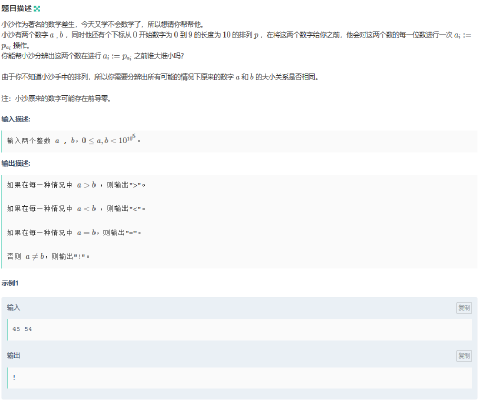 题目描述
小沙作为著名的数学差生,今天又学不会数学了,所以想请你帮帮他。
小沙有两个数字 a , b ,同时他还有个下标从 0 开始数字为 0 到 9 的长度为 10 的排列 p ,在将这两个数字给你之前,他会对这两个数的每一位数进行一次 a_i :=
p_{a_i} 操作。
你能帮小沙分辨出这两个数在进行 a_i := p_{a_i} 之前谁大谁小吗?
由于你不知道小沙手中的排列,所以你需要分辨出所有可能的情况下原来的数字 a 和 b 的大小关系是否相同。
注:小沙原来的数字可能存在前导零。
输入描述:
输入两个整数 a , b, 0 ≤ a, b < 10^{10^5} 。
输出描述:
如果在每一种情况中 a > b ,则输出">"。
如果在每一种情况中 a < b ,则输出"<"。
如果在每一种情况中 a = b,则输出"="。
否则 a ≠ b,则输出"!"。
示例1
输入
复制
45 54
输出
复制
!